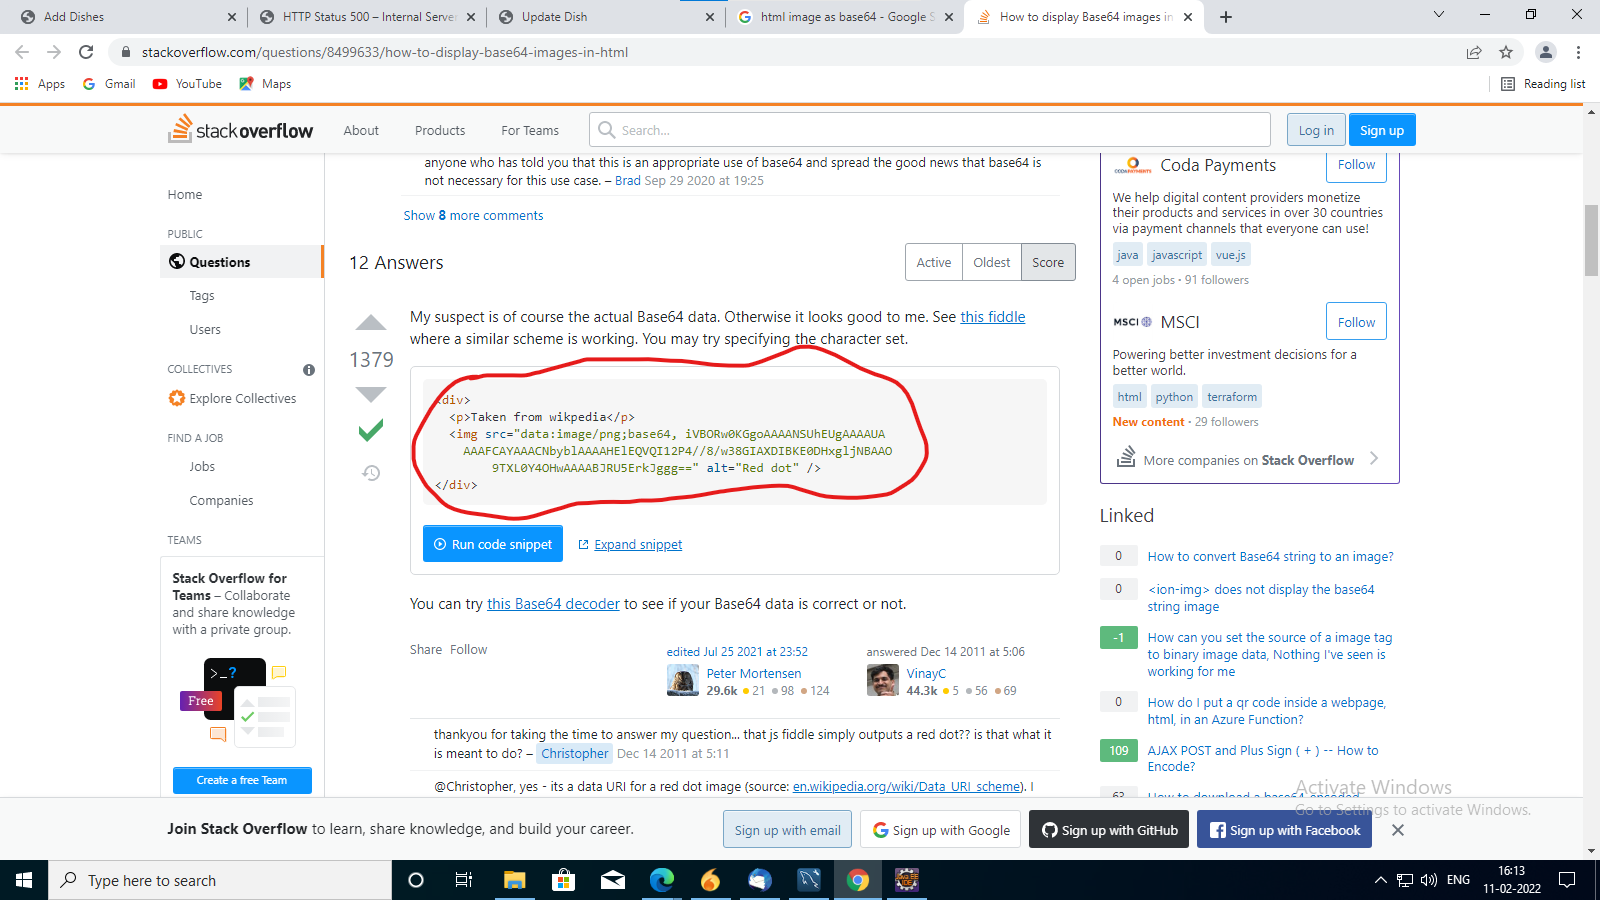 Add Dishes
HTTP Status 500 – Internal Server
Update Dish
html image as base64 - Google S
How to display Base64 images in
stackoverflow.com/questions/8499633/how-to-display-base64-images-in-html
Apps
Gmail
YouTube
Maps
Reading list
stackoverflow
About
Products
For Teams
Search...
Log in
Sign up
Home
PUBLIC
Questions
Tags
Users
COLLECTIVES
Explore Collectives
FIND A JOB
Jobs
Companies
TEAMS
Stack Overflow for
Teams – Collaborate
and share knowledge
with a private group.
>_?
Free
Create a free Team
anyone who has told you that this is an appropriate use of base64 and spread the good news that base64 is
not necessary for this use case. – Brad Sep 29 2020 at 19:25
Show 8 more comments
12 Answers
Active
Oldest
Score
1379
My suspect is of course the actual Base64 data. Otherwise it looks good to me. See this fiddle
where a similar scheme is working. You may try specifying the character set.
<div>
<p>Taken from wikpedia</p>
<img src="data:image/png;base64, iVBORw0KGgoAAAANSUhEUgAAAAUA
AAAFCAYAAACNbyblAAAAHElEQVQI12P4//8/w38GIAXDIBKE0DHxgljNBAAO
9TXL0Y4OHwAAAABJRU5ErkJggg==" alt="Red dot" />
</div>
Run code snippet
Expand snippet
You can try this Base64 decoder to see if your Base64 data is correct or not.
Share Follow
edited Jul 25 2021 at 23:52
Peter Mortensen
29.6k 21 98 124
answered Dec 14 2011 at 5:06
VinayC
44.3k 5 56 69
thankyou for taking the time to answer my question... that js fiddle simply outputs a red dot?? is that what it
is meant to do? – Christopher Dec 14 2011 at 5:11
@Christopher, yes - its a data URI for a red dot image (source: en.wikipedia.org/wiki/Data_URI_scheme). I
CODAPAYMENTS
Coda Payments
Follow
We help digital content providers monetize
their products and services in over 30 countries
via payment channels that everyone can use!
java
javascript
vue.js
4 open jobs · 91 followers
MSCI
MSCI
Follow
Powering better investment decisions for a
better world.
html
python
terraform
New content · 29 followers
More companies on Stack Overflow
Linked
0
How to convert Base64 string to an image?
0
<ion-img> does not display the base64
string image
-1
How can you set the source of a image tag
to binary image data, Nothing I've seen is
working for me
0
How do I put a qr code inside a webpage,
html, in an Azure Function?
109
AJAX POST and Plus Sign ( + ) -- How to
Encode?
63
How to download a base64-encoded
Activate Windows
Go to Settings to activate Windows.
Join Stack Overflow to learn, share knowledge, and build your career.
Sign up with email
Sign up with Google
Sign up with GitHub
Sign up with Facebook
Type here to search
ENG
16:13
11-02-2022